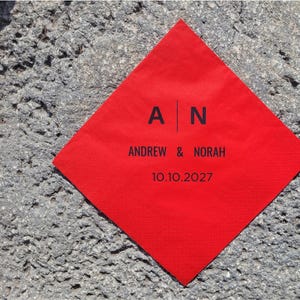 A | N
ANDREW & NORAH
10.10.2027